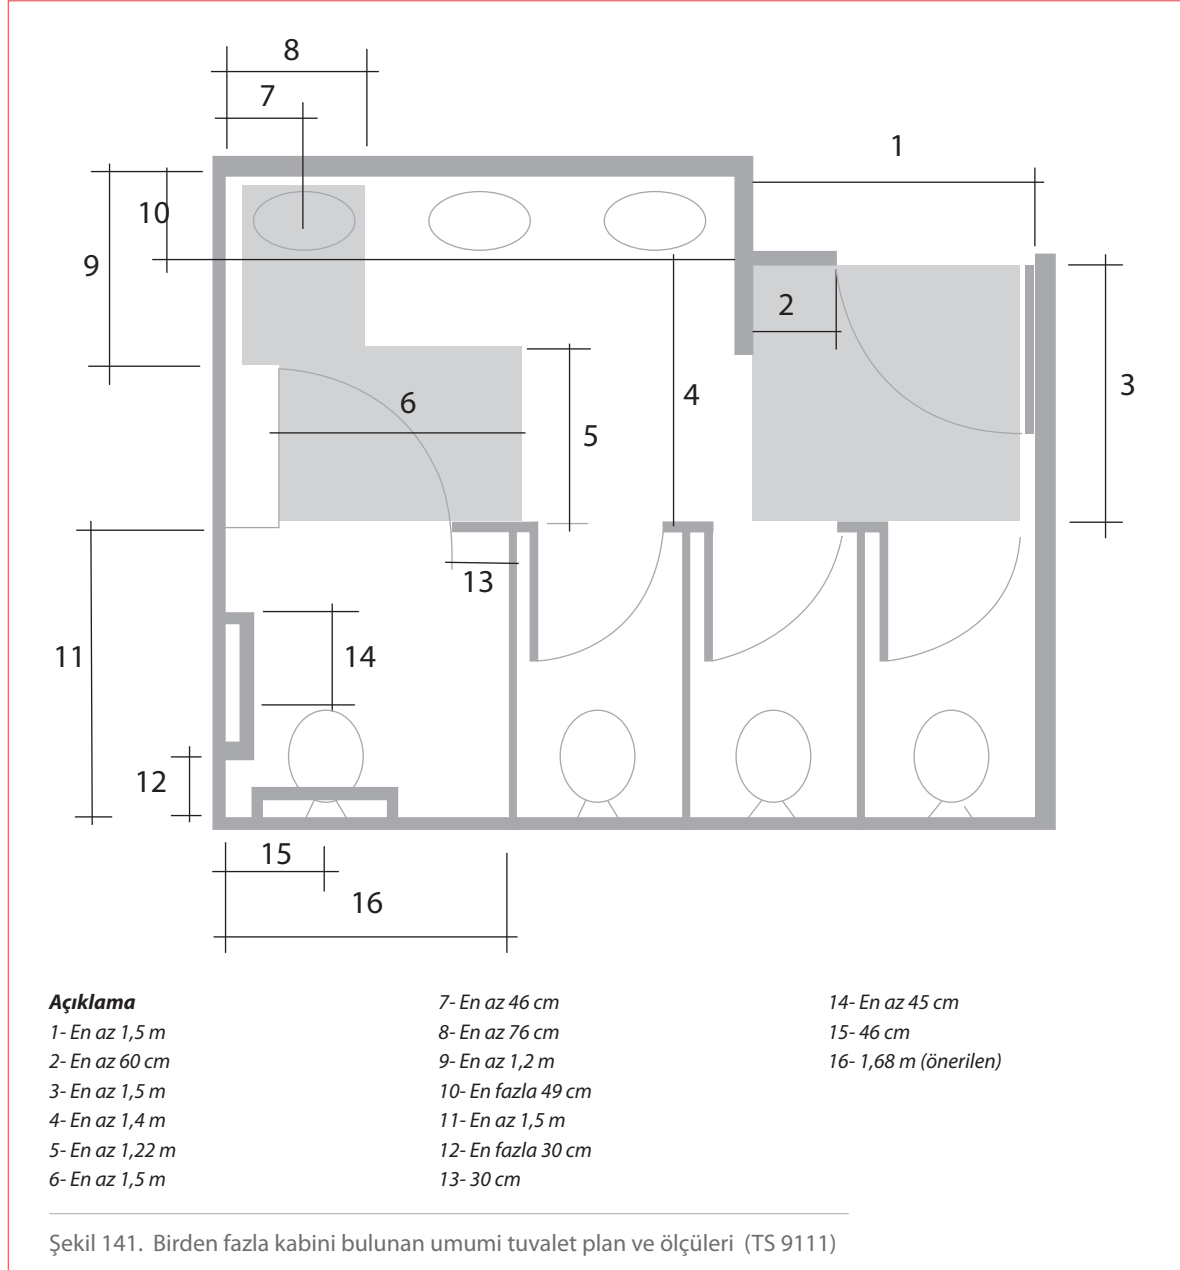 8
7
1
10
9
2
3
6
4
5
13
11
14
12
15
16
Açıklama
1- En az 1,5 m
2- En az 60 cm
3- En az 1,5 m
4- En az 1,4 m
5- En az 1,22 m
6- En az 1,5 m
7- En az 46 cm
8- En az 76 cm
9- En az 1,2 m
10- En fazla 49 cm
11- En az 1,5 m
12- En fazla 30 cm
13- 30 cm
14- En az 45 cm
15- 46 cm
16- 1,68 m (önerilen)
Şekil 141. Birden fazla kabini bulunan umumi tuvalet plan ve ölçüleri (TS 9111)